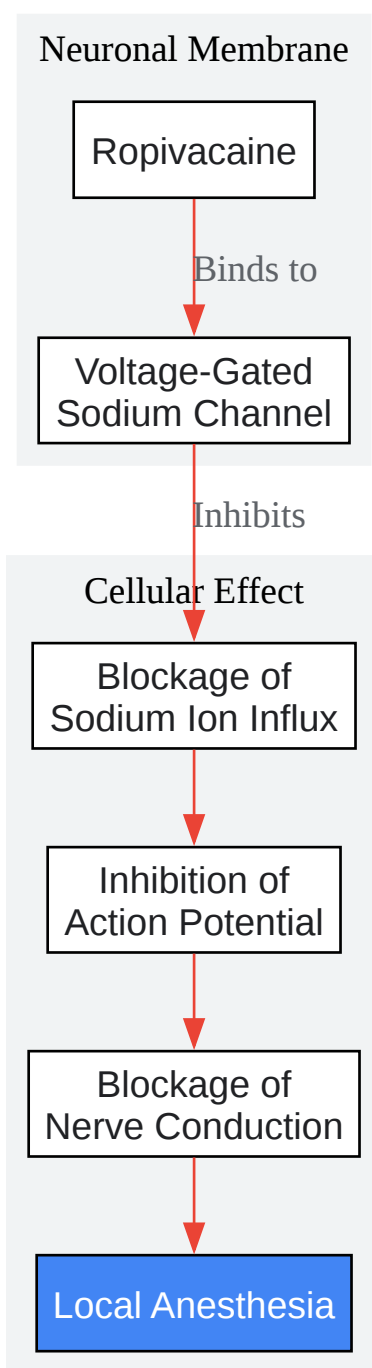 Neuronal Membrane
Ropivacaine
Binds to
Voltage-Gated
Sodium Channel
Inhibits
Cellular Effect
Blockage of
Sodium Ion Influx
Inhibition of
Action Potential
Blockage of
Nerve Conduction
Local Anesthesia